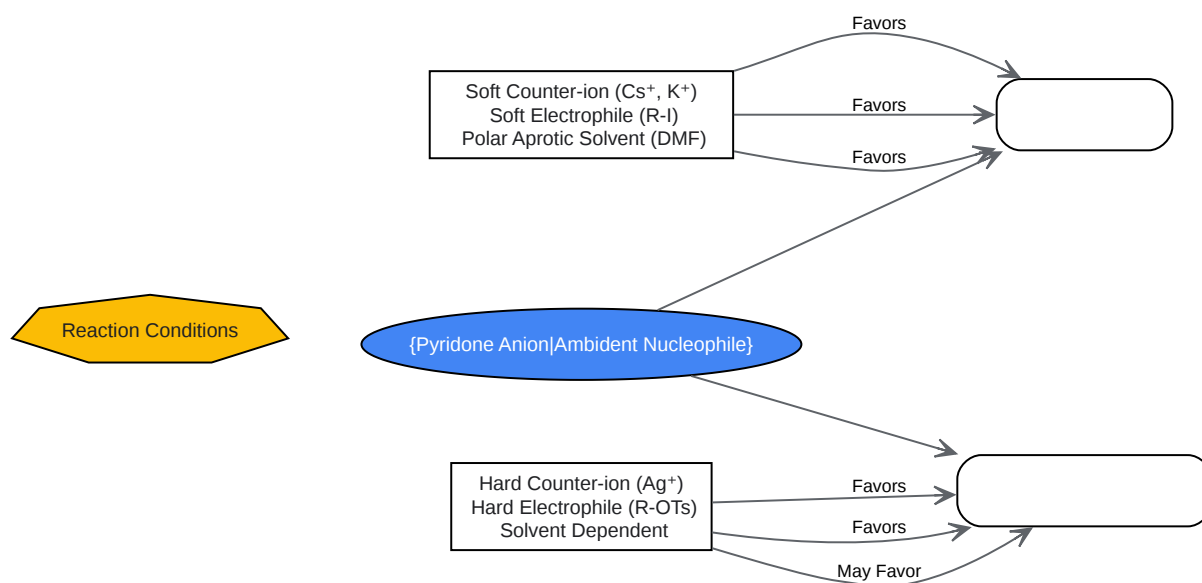 Favors
Soft Counter-ion (Cs⁺, K⁺)
Soft Electrophile (R-I)
Polar Aprotic Solvent (DMF)
Favors
Favors
Reaction Conditions
{Pyridone Anion|Ambident Nucleophile}
Hard Counter-ion (Ag⁺)
Hard Electrophile (R-OTs)
Solvent Dependent
Favors
Favors
May Favor